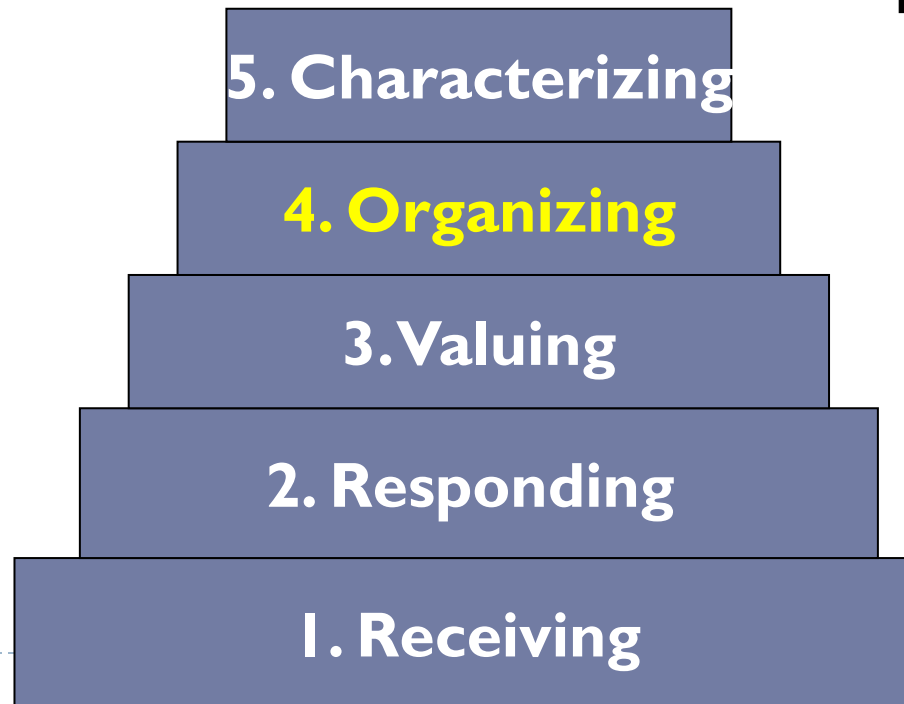 5. Characterizing
4. Organizing
3. Valuing
2. Responding
1. Receiving